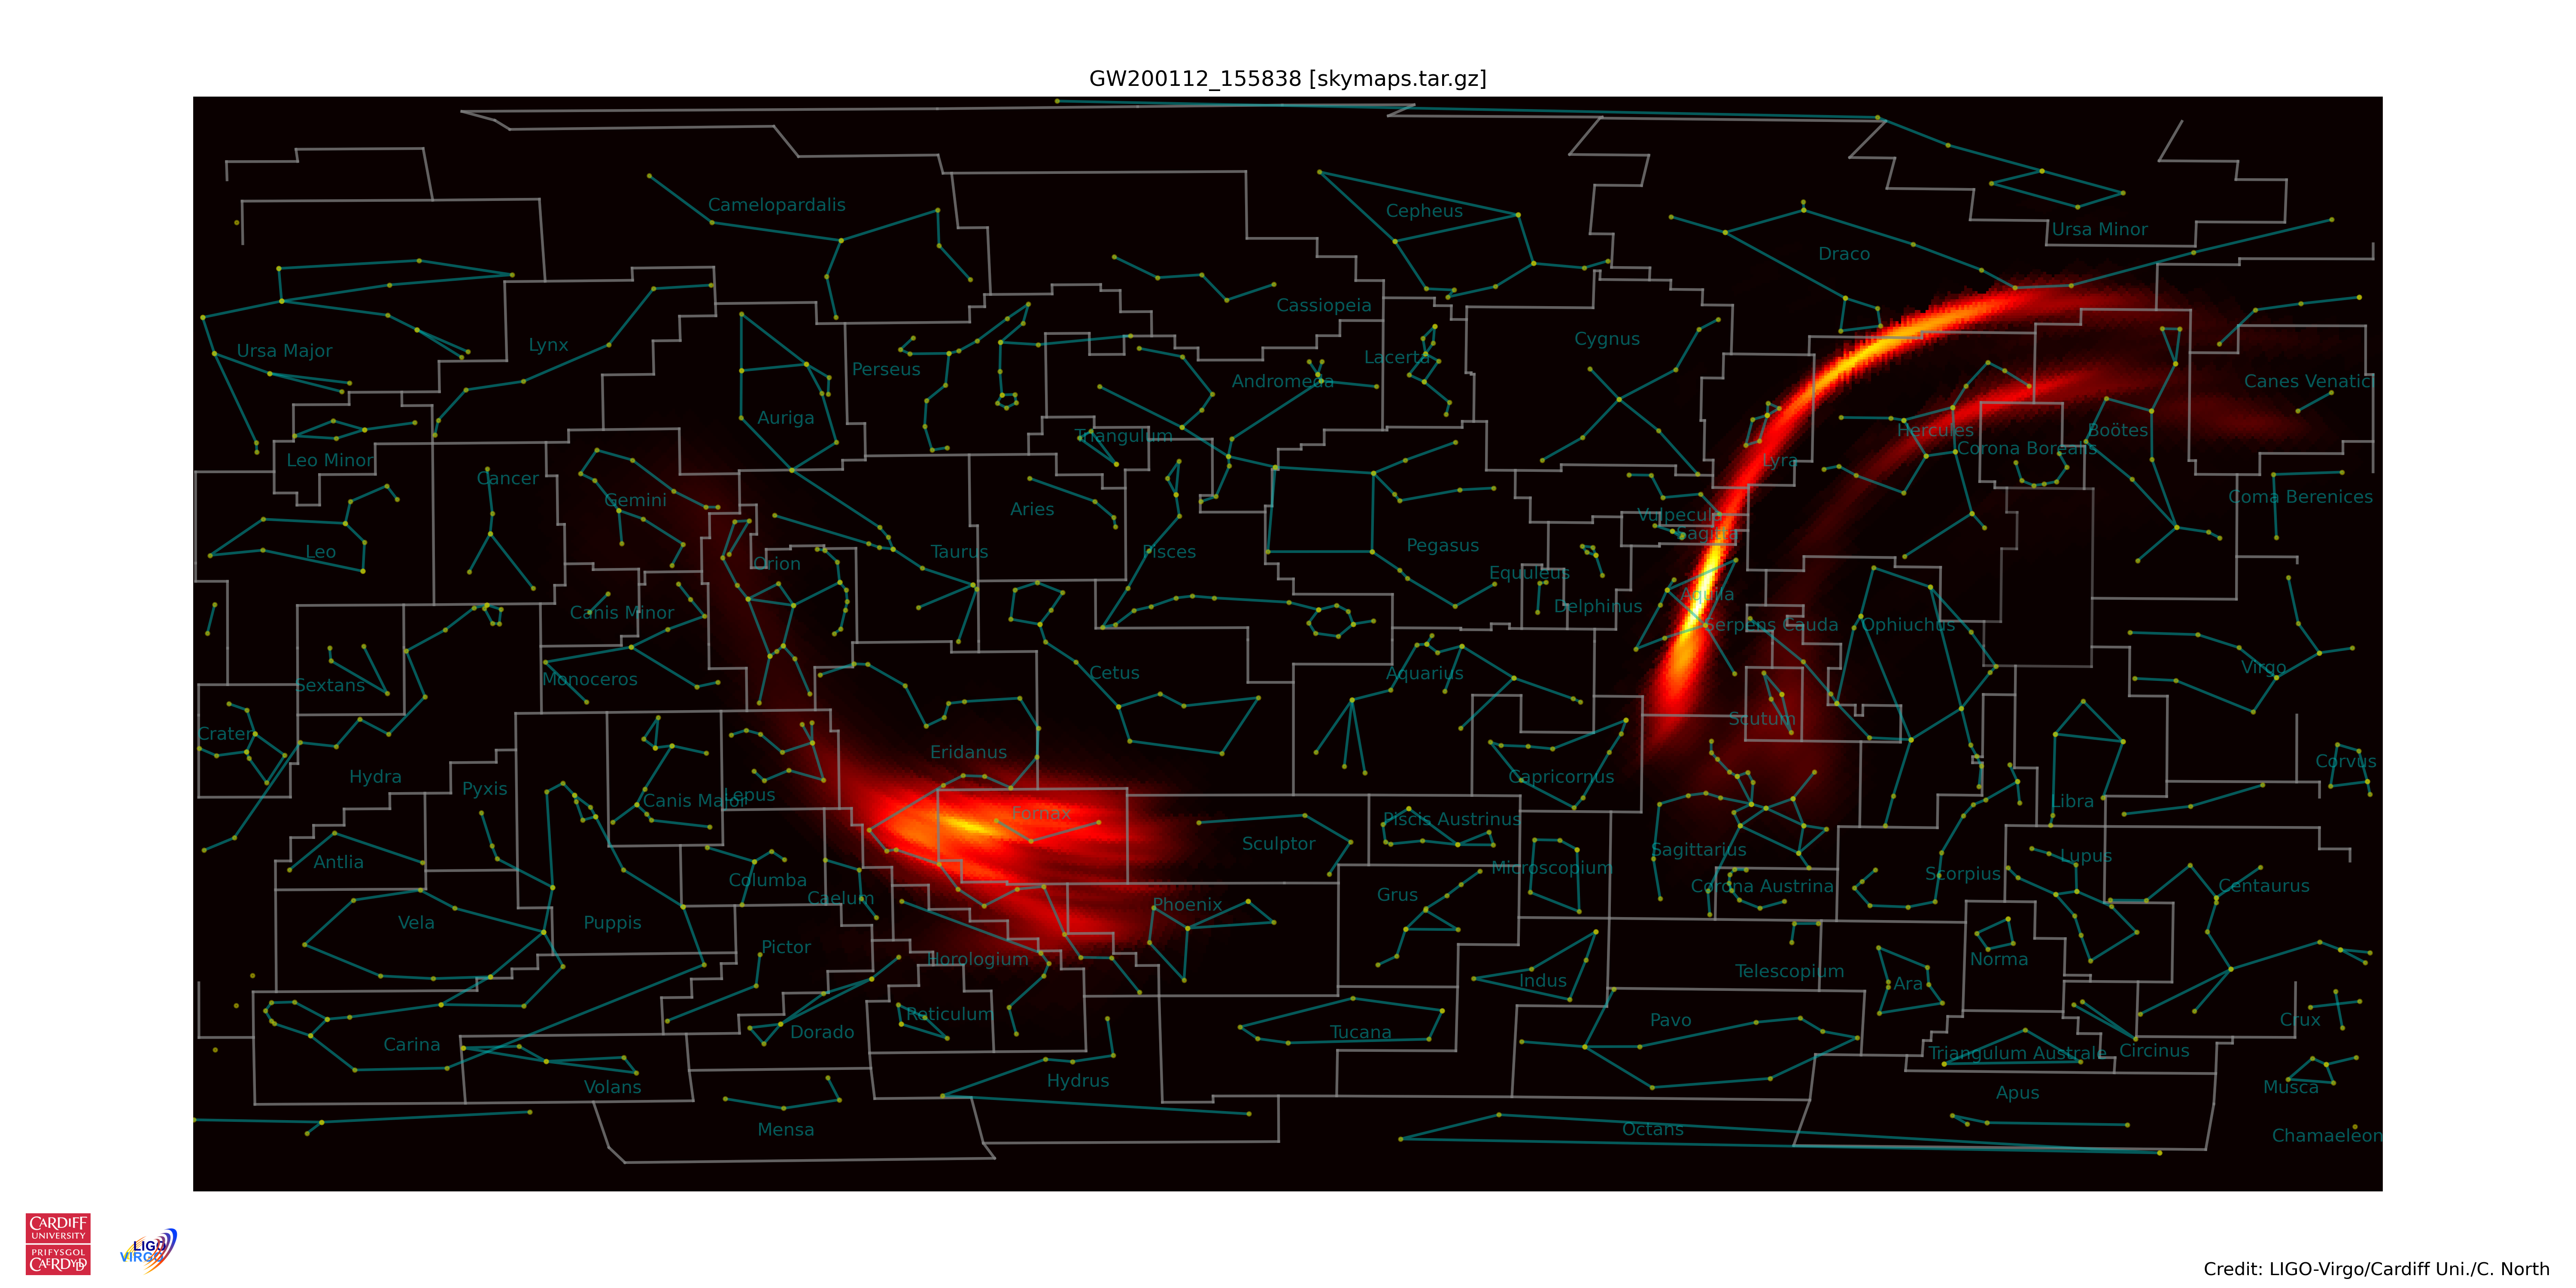 GW200112_155838 [skymaps.tar.gz]
Camelopardalis
Cepheus
Ursa Minor
Draco
Cassiopeia
Cygnus
Ursa Major
Lynx
Perseus
Lacerta
Andromeda
Canes Venatici
Auriga
Triangulum
Hercules
Boötes
Corona Borealis
Leo Minor
Lyra
Cancer
Gemini
Coma Berenices
Aries
Vulpecula
Sagitta
Leo
Orion
Taurus
Pisces
Pegasus
Equuleus
Canis Minor
Delphinus
Aquila
Serpens Cauda
Ophiuchus
Sextans
Monoceros
Cetus
Aquarius
Virgo
Crater
Scutum
Hydra
Pyxis
Eridanus
Capricornus
Corvus
Canis Major
Lepus
Fornax
Libra
Piscis Austrinus
Antlia
Sculptor
Sagittarius
Lupus
Microscopium
Columba
Caelum
Grus
Corona Austrina
Scorpius
Centaurus
Vela
Puppis
Phoenix
Pictor
Horologium
Indus
Telescopium
Norma
Ara
Reticulum
Carina
Dorado
Tucana
Pavo
Crux
Triangulum Australe
Circinus
Volans
Hydrus
Apus
Musca
Mensa
Octans
Chamaeleon
CARDIFF
UNIVERSITY
PRIFYSGOL
CAERDYDD
LIGO
VIRGO
Credit: LIGO-Virgo/Cardiff Uni./C. North